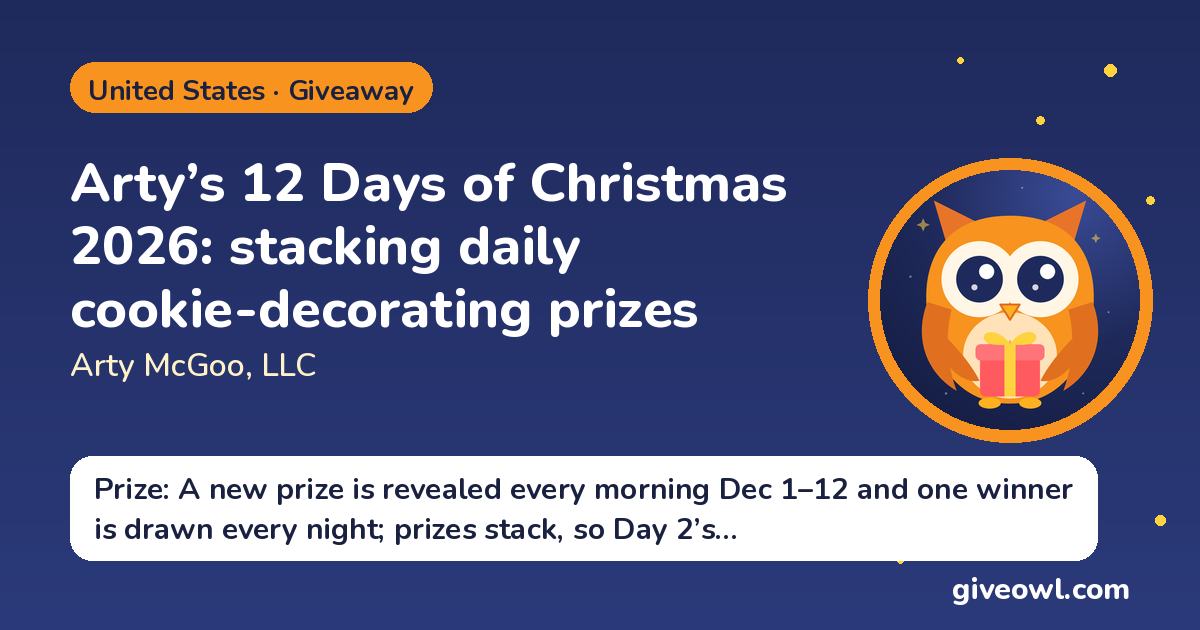 United States · Giveaway
Arty’s 12 Days of Christmas
2026: stacking daily
cookie-decorating prizes
Arty McGoo, LLC
Prize: A new prize is revealed every morning Dec 1–12 and one winner
is drawn every night; prizes stack, so Day 2’s…
giveowl.com